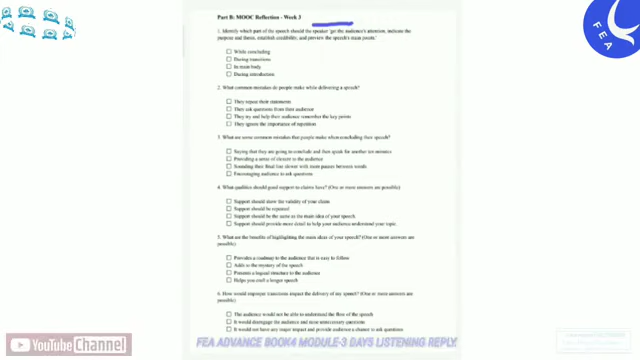 Part B: MOOC Reflection - Week 3
1. Identify which part of the speech should the speaker 'get the audience's attention, indicate the
purpose and thesis, establish credibility, and preview the speech's main points.'
While concluding
During transitions
In main body
During introduction
2. What common mistakes do people make while delivering a speech?
They repeat their statements
They ask questions from their audience
They try and help their audience remember the key points
They ignore the importance of repetition
3. What are some common mistakes that people make when concluding their speech?
Saying that they are going to conclude and then speak for another ten minutes
Providing a sense of closure to the audience
Sounding their final line slower with more pauses between words
Encouraging audience to ask questions
4. What qualities should good support to claims have? (One or more answers are possible)
Support should show the validity of your claim
Support should be repeated
Support should be the same as the main idea of your speech
Support should provide more detail to help your audience understand your topic
5. What are the benefits of highlighting the main ideas of your speech? (One or more answers are
possible)
Provides a roadmap to the audience that is easy to follow
Adds to the mystery of the speech
Presents a logical structure to the audience
Helps you craft a longer speech
6. How would improper transitions impact the delivery of my speech? (One or more answers are
possible)
The audience would not be able to understand the flow of the speech
It would disengage the audience and raise unnecessary questions
It would not have any major impact and provide audience a chance to ask questions
FEA ADVANCE BOOK4 MODULE-3 DAYS LISTENING REPLY
YouTube Channel
FEA